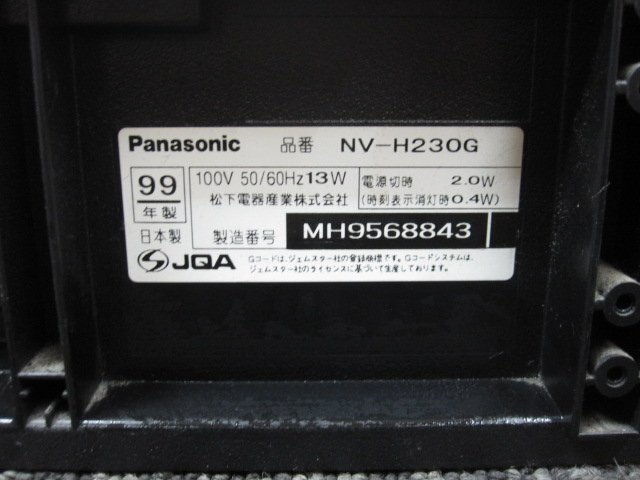 Panasonic 品番 NV-H230G
99年製
100V 50/60Hz 13W
松下電器産業株式会社
電源切時 2.0W
(時刻表示消灯時0.4W)
日本製 製造番号 MH9568843
JQA
Gコードは、ジェムスター社の登録商標です。Gコードシステムは、
ジェムスター社のライセンスに基づいて生産しております。